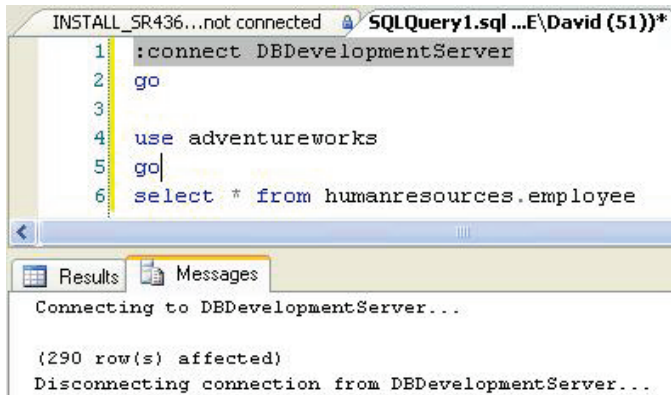 INSTALL_SR436...not connected SQLQuery1.sql ...E\David (51))*
1 :connect DBDevelopmentServer
2 go
3
4 use adventureworks
5 go
6 select * from humanresources.employee
Results Messages
Connecting to DBDevelopmentServer...
(290 row(s) affected)
Disconnecting connection from DBDevelopmentServer...